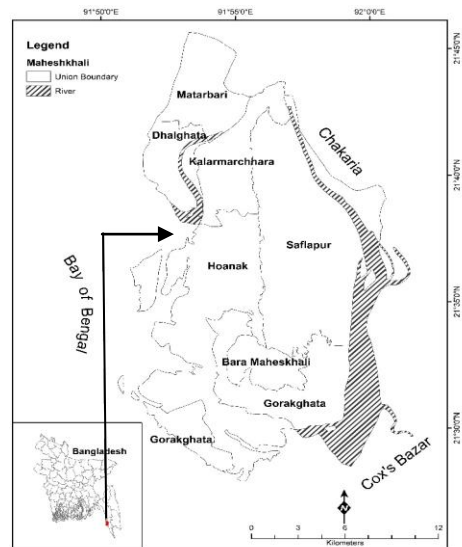 91°50'0"E
91°55'0"E
92°0'0"E
21°45'0"N
21°40'0"N
21°35'0"N
21°30'0"N
Legend
Maheshkhali
Union Boundary
River
Matarbari
Dhalghata
Kalarmarchhara
Chakaria
Saflapur
Hoanak
Bay of Bengal
Bara Maheskhali
Gorakghata
Gorakghata
Cox's Bazar
Bangladesh
N
0 3 6 12
Kilometers